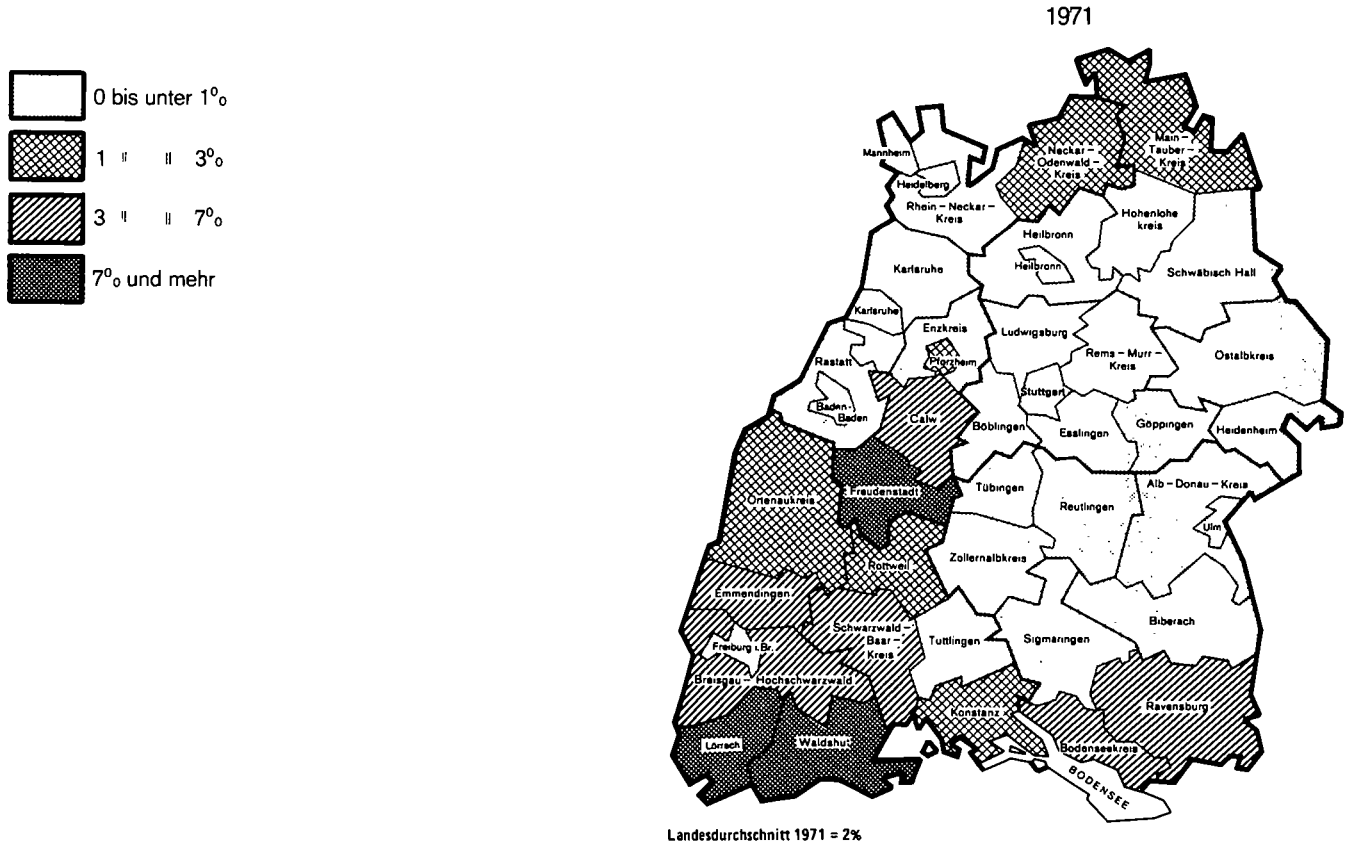 1971
0 bis unter 1%
1 " " 3%
3 " " 7%
7% und mehr
Mannheim
Heidelberg
Rhein-Neckar-
Kreis
Neckar-
Odenwald-
Kreis
Main-
Tauber-
Kreis
Heilbronn
Heilbronn
Hohenlohe
kreis
Schwäbisch Hall
Karlsruhe
Karlsruhe
Enzkreis
Pforzheim
Ludwigsburg
Rems-Murr-
Kreis
Ostalbkreis
Rastatt
Baden-
Baden
Calw
Böblingen
Stuttgart
Esslingen
Göppingen
Heidenheim
Ortenaukreis
Freudenstadt
Tübingen
Reutlingen
Alb-Donau-Kreis
Ulm
Rottweil
Zollernalbkreis
Emmendingen
Freiburg i.Br.
Schwarzwald-
Baar-
Kreis
Tuttlingen
Sigmaringen
Biberach
Breisgau-Hochschwarzwald
Lörrach
Waldshut
Konstanz
Bodenseekreis
Ravensburg
BODENSEE
Landesdurchschnitt 1971 = 2%